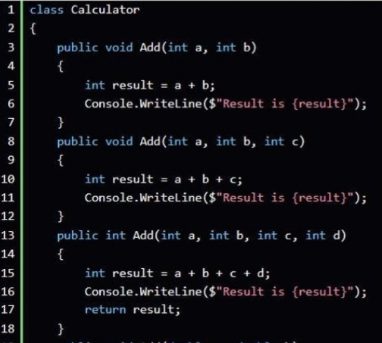 1 class Calculator
2 {
3 public void Add(int a, int b)
4 {
5 int result = a + b;
6 Console.WriteLine($"Result is {result}");
7 }
8 public void Add(int a, int b, int c)
9 {
10 int result = a + b + c;
11 Console.WriteLine($"Result is {result}");
12 }
13 public int Add(int a, int b, int c, int d)
14 {
15 int result = a + b + c + d;
16 Console.WriteLine($"Result is {result}");
17 return result;
18 }